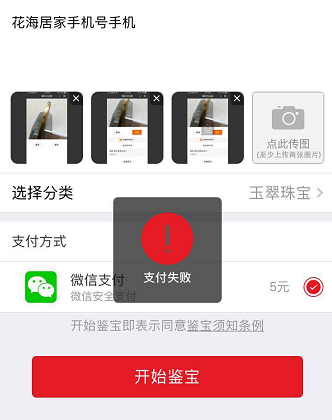 花海居家手机号手机
点此传图
(至少上传两张图片)
选择分类
玉翠珠宝
支付方式
支付失败
微信支付
微信安全支付
5元
开始鉴宝即表示同意鉴宝须知条例
开始鉴宝